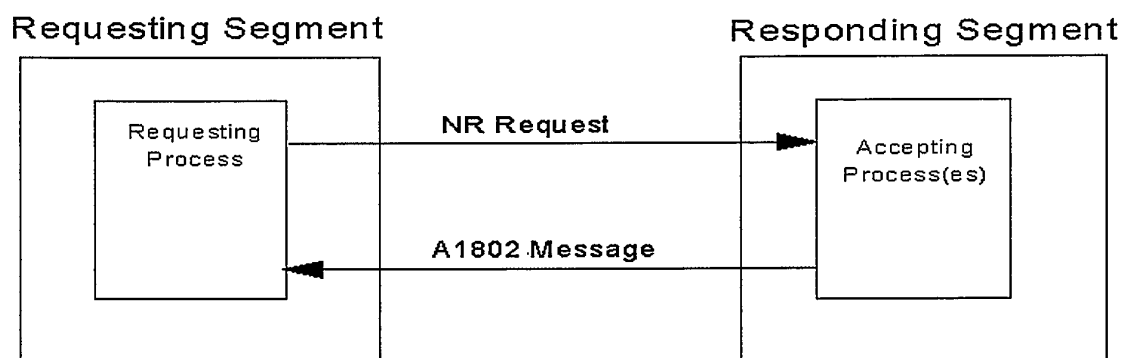 Requesting Segment
Responding Segment
Requesting
Process
NR Request
Accepting
Process(es)
A1802 Message